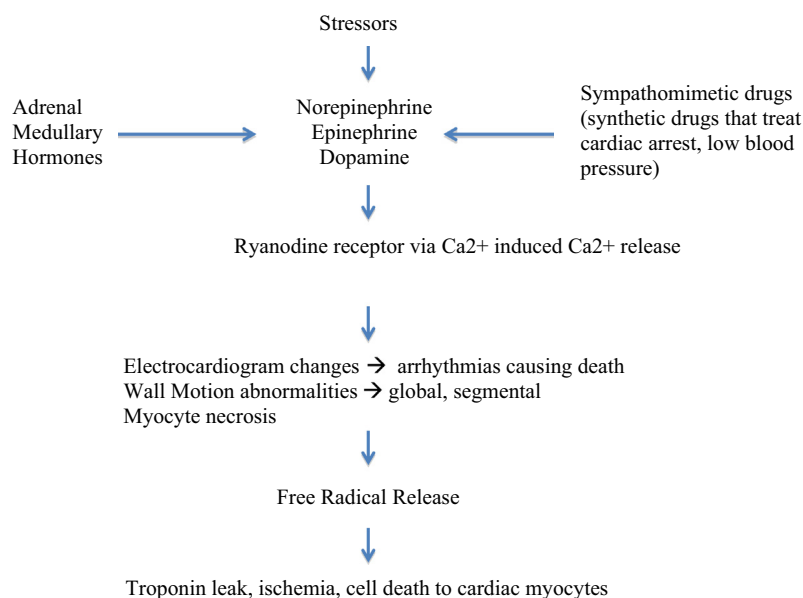 Stressors
Adrenal
Medullary
Hormones
Norepinephrine
Epinephrine
Dopamine
Sympathomimetic drugs
(synthetic drugs that treat
cardiac arrest, low blood
pressure)
Ryanodine receptor via Ca2+ induced Ca2+ release
Electrocardiogram changes → arrhythmias causing death
Wall Motion abnormalities → global, segmental
Myocyte necrosis
Free Radical Release
Troponin leak, ischemia, cell death to cardiac myocytes